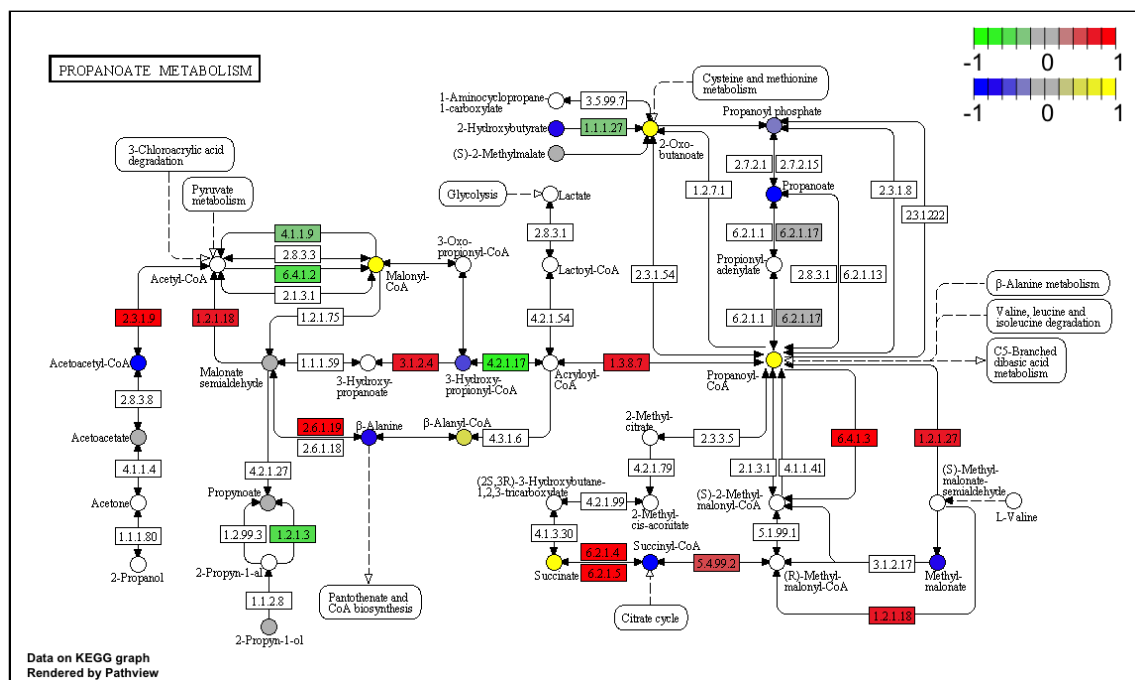 PROPANOATE METABOLISM
-1 0 1
-1 0 1
Cysteine and methionine
metabolism
1-Aminocyclopropane
1-carboxylate
3.5.99.7
2-Hydroxybutyrate
1.1.1.27
2-Oxo-
butanoate
(S)-2-Methylmalate
Propanoyl phosphate
3-Chloroacrylic acid
degradation
Pyruvate
metabolism
Glycolysis
Lactate
2.7.2.1
2.7.2.15
1.2.7.1
2.3.1.8
2.3.1.222
Propanoate
4.1.1.9
2.8.3.3
6.4.1.2
2.1.3.1
Acetyl-CoA
Malonyl-
CoA
3-Oxo-
propionyl-CoA
2.8.3.1
Lactoyl-CoA
6.2.1.1
6.2.1.17
Propionyl-
adenylate
2.3.1.54
2.8.3.1
6.2.1.13
β-Alanine metabolism
Valine, leucine and
isoleucine degradation
C5-Branched
dibasic acid
metabolism
2.3.1.9
1.2.1.18
1.2.1.75
4.2.1.54
6.2.1.1
6.2.1.17
Acetoacetyl-CoA
Malonate
semialdehyde
1.1.1.59
3-Hydroxy-
propanoate
3.1.2.4
3-Hydroxy-
propionyl-CoA
4.2.1.17
Acryloyl-
CoA
1.3.8.7
Propanoyl-
CoA
2.8.3.8
Acetoacetate
2.6.1.19
2.6.1.18
β-Alanine
β-Alanyl-CoA
4.3.1.6
2-Methyl-
citrate
2.3.3.5
6.4.1.3
1.2.1.27
4.1.1.4
Acetone
4.2.1.27
Propynoate
4.2.1.79
2.1.3.1
4.1.1.41
(2S,3R)-3-Hydroxybutane-
1,2,3-tricarboxylate
4.2.1.99
2-Methyl-
cis-aconitate
(S)-2-Methyl-
malonyl-CoA
(S)-Methyl-
malonate-
semialdehyde
L-Valine
1.1.1.80
2-Propanol
1.2.99.3
1.2.1.3
2-Propyn-1-al
4.1.3.30
5.1.99.1
Succinate
6.2.1.4
6.2.1.5
Succinyl-CoA
5.4.99.2
(R)-Methyl-
malonyl-CoA
3.1.2.17
Methyl-
malonate
1.1.2.8
2-Propyn-1-ol
Pantothenate and
CoA biosynthesis
Citrate cycle
1.2.1.18
Data on KEGG graph
Rendered by Pathview